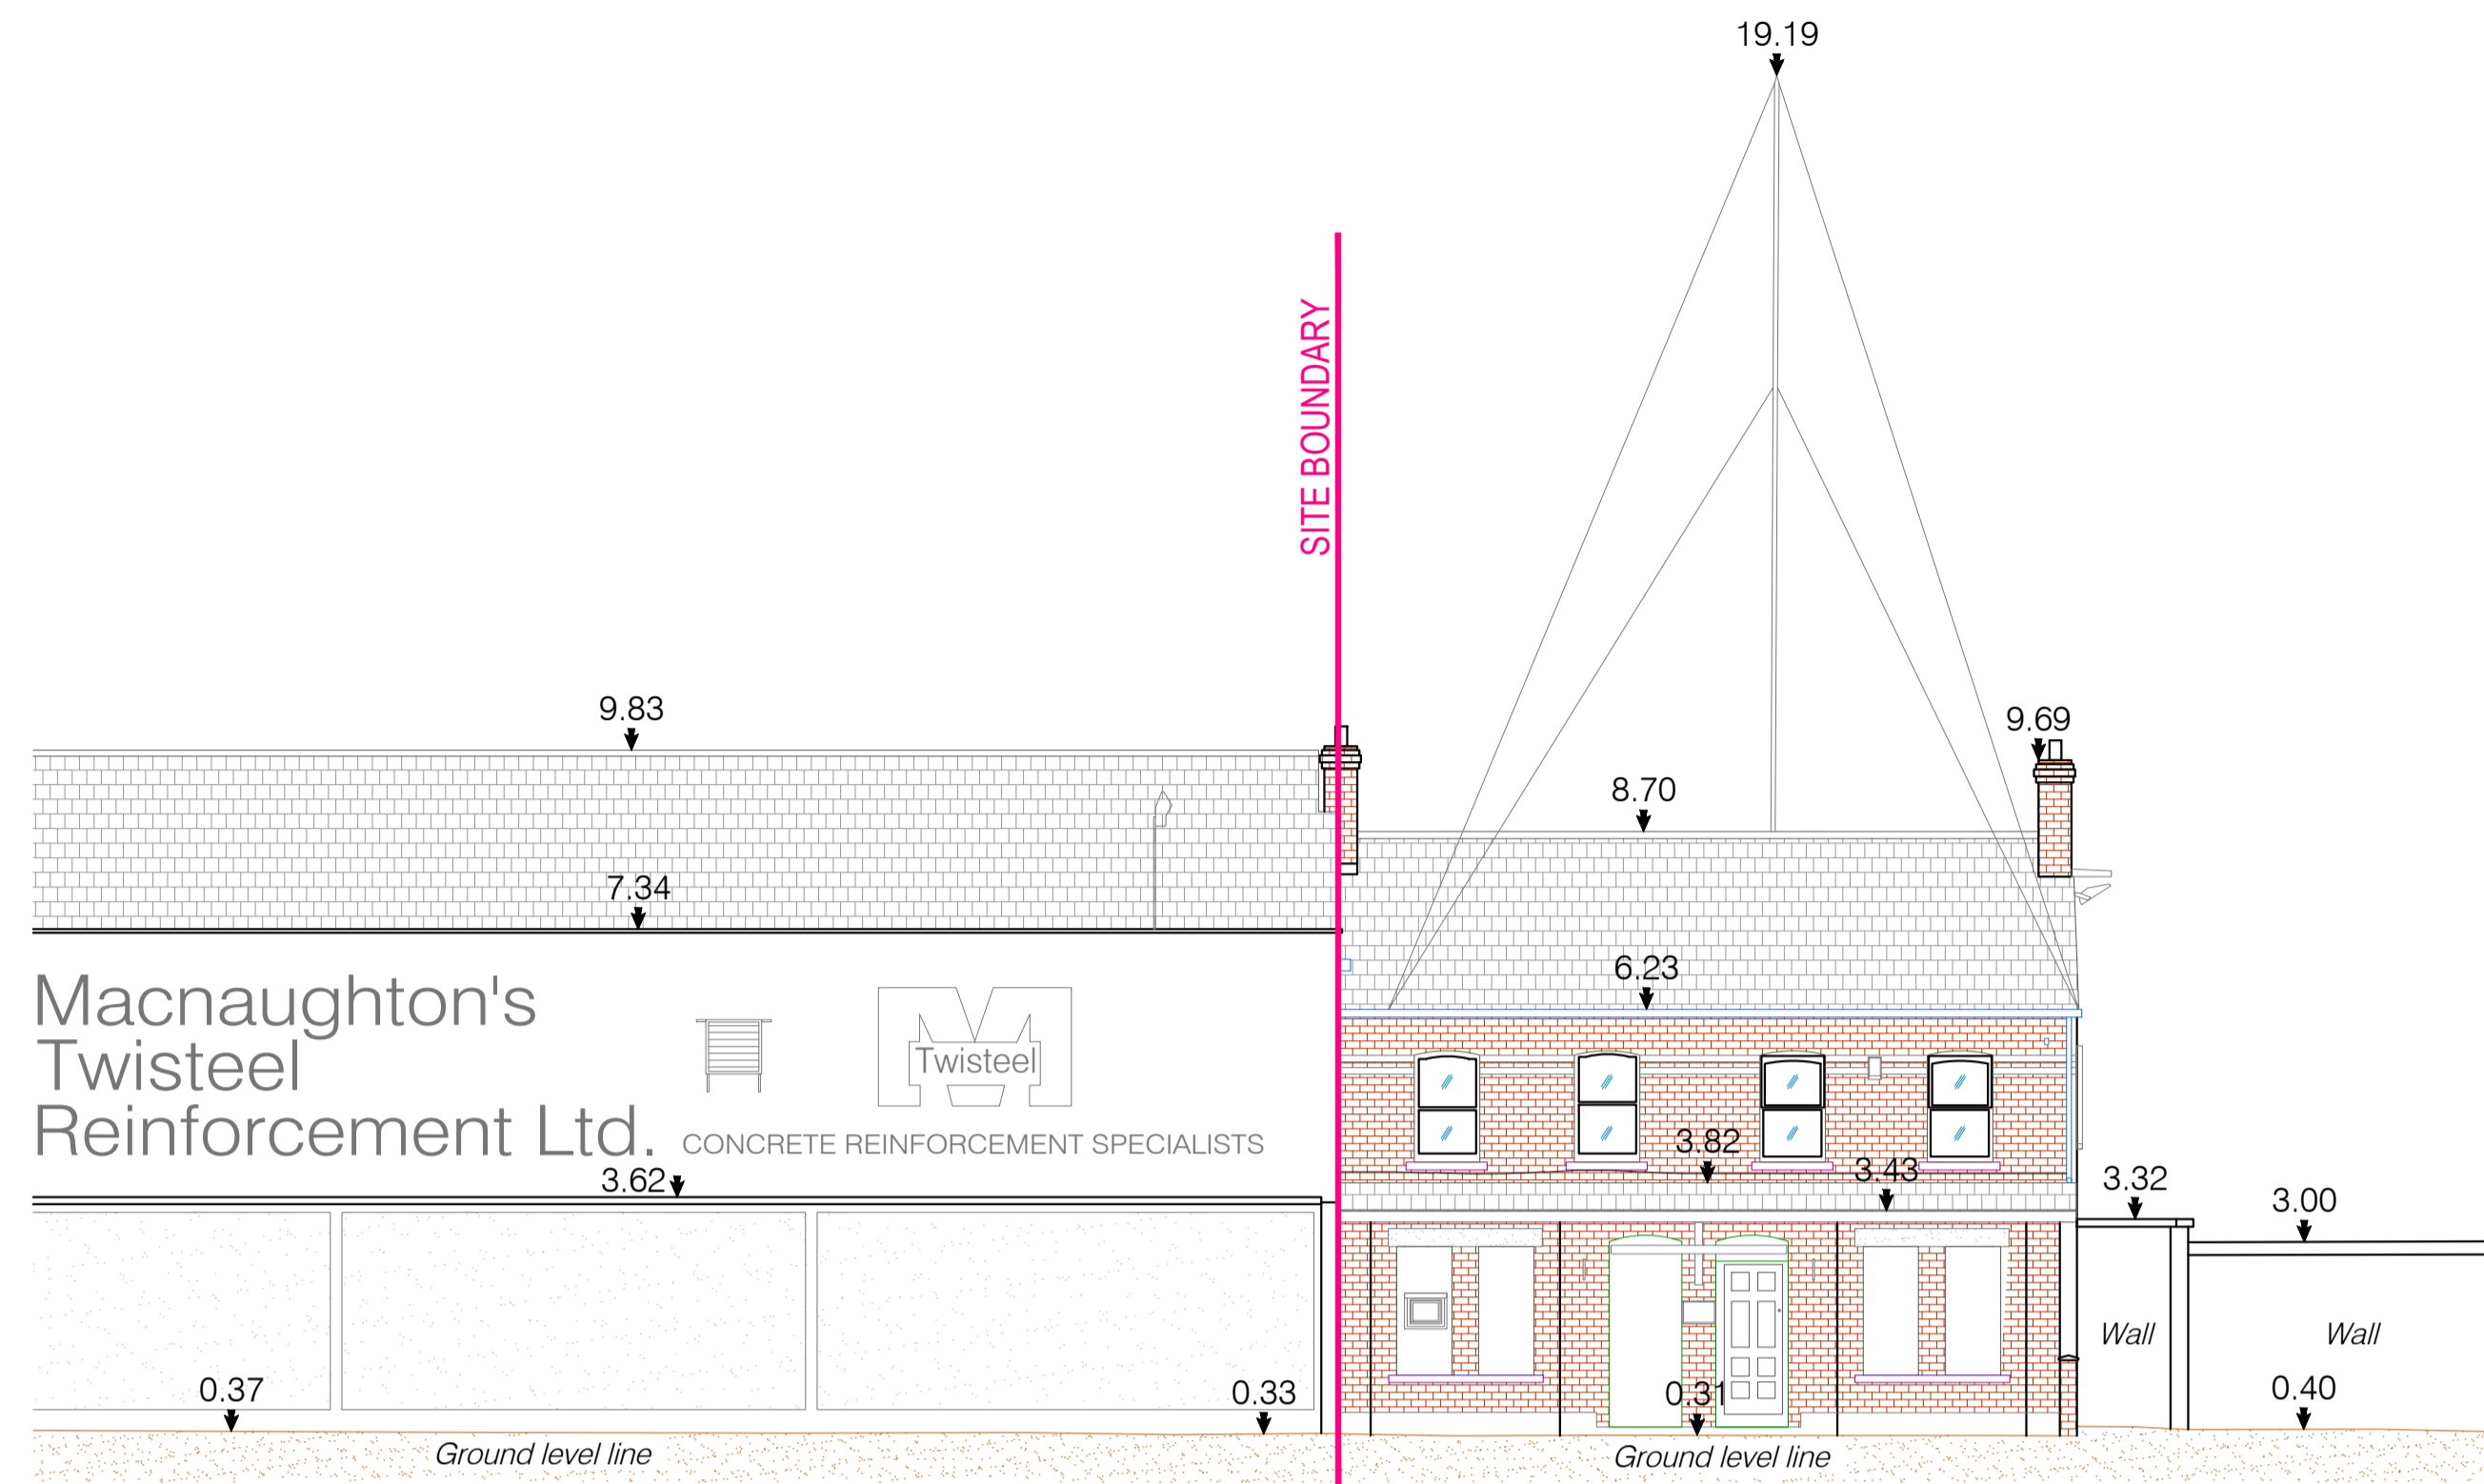 19.19
SITE BOUNDARY
9.83
9.69
8.70
7.34
6.23
Macnaughton's
Twisteel
Reinforcement Ltd.
Twisteel
CONCRETE REINFORCEMENT SPECIALISTS
3.62
3.82
3.43
3.32
3.00
Wall
Wall
0.37
0.33
0.31
0.40
Ground level line
Ground level line